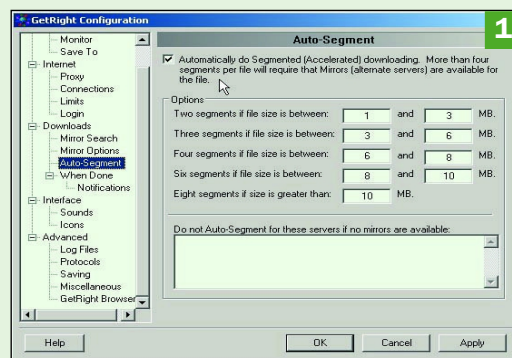 GetRight Configuration
1
Monitor
Save To
Internet
Proxy
Connections
Limits
Login
Downloads
Mirror Search
Mirror Options
Auto-Segment
When Done
Notifications
Interface
Sounds
Icons
Advanced
Log Files
Protocols
Saving
Miscellaneous
GetRight Browser
Auto-Segment
Automatically do Segmented (Accelerated) downloading. More than four
segments per file will require that Mirrors (alternate servers) are available for
the file.
Options
Two segments if file size is between: 1 and 3 MB.
Three segments if file size is between: 3 and 6 MB.
Four segments if file size is between: 6 and 8 MB.
Six segments if file size is between: 8 and 10 MB.
Eight segments if size is greater than: 10 MB.
Do not Auto-Segment for these servers if no mirrors are available:
Help
OK
Cancel
Apply